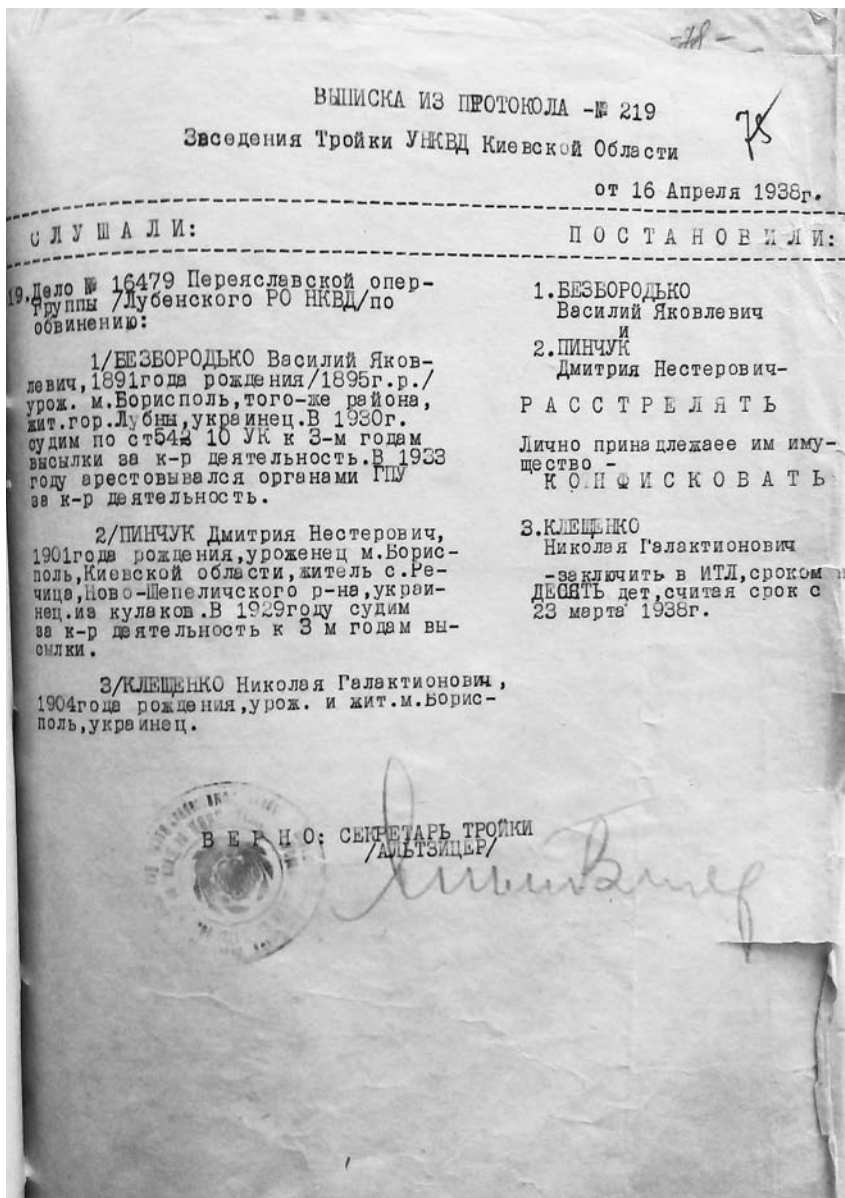 -78-
75
ВЫПИСКА ИЗ ПРОТОКОЛА -№ 219
Заседения Тройки УНКВД Киевской Области
от 16 Апреля 1938г.
СЛУШАЛИ:
19.Дело № 16479 Переяславской опер-
группы /Лубенского РО НКВД/по
обвинению:
1/БЕЗБОРОДЬКО Василий Яков-
левич,1891года рождения/1895г.р./
урож. м.Борисполь,того-же района,
жит.гор.Лубны,украинец.В 1930г.
судим по ст54 10 УК к 3-м годам
высылки за к-р деятельность.В 1933
году арестовывался органами ГПУ
за к-р деятельность.
2/ПИНЧУК Дмитрия Нестерович,
1901года рождения,уроженец м.Борис-
поль,Киевской области,житель с.Ре-
чица,Ново-Шепеличского р-на,украи-
нец.из кулаков.В 1929году судим
за к-р деятельность к 3 м годам вы-
сылки.
3/КЛЕЩЕНКО Николая Галактионович,
1904года рождения,урож. и жит.м.Борис-
поль,украинец.
ПОСТАНОВИЛИ:
1.БЕЗБОРОДЬКО
Василий Яковлевич
и
2.ПИНЧУК
Дмитрия Нестерович-
РАССТРЕЛЯТЬ
Лично принадлежаее им иму-
щество -
КОНФИСКОВАТЬ
3.КЛЕЩЕНКО
Николая Галактионович
-заключить в ИТЛ,сроком
ДЕСЯТЬ дет,считая срок с
23 марта 1938г.
ВЕРНО: СЕКРЕТАРЬ ТРОЙКИ
/АЛЬТЗИЦЕР/